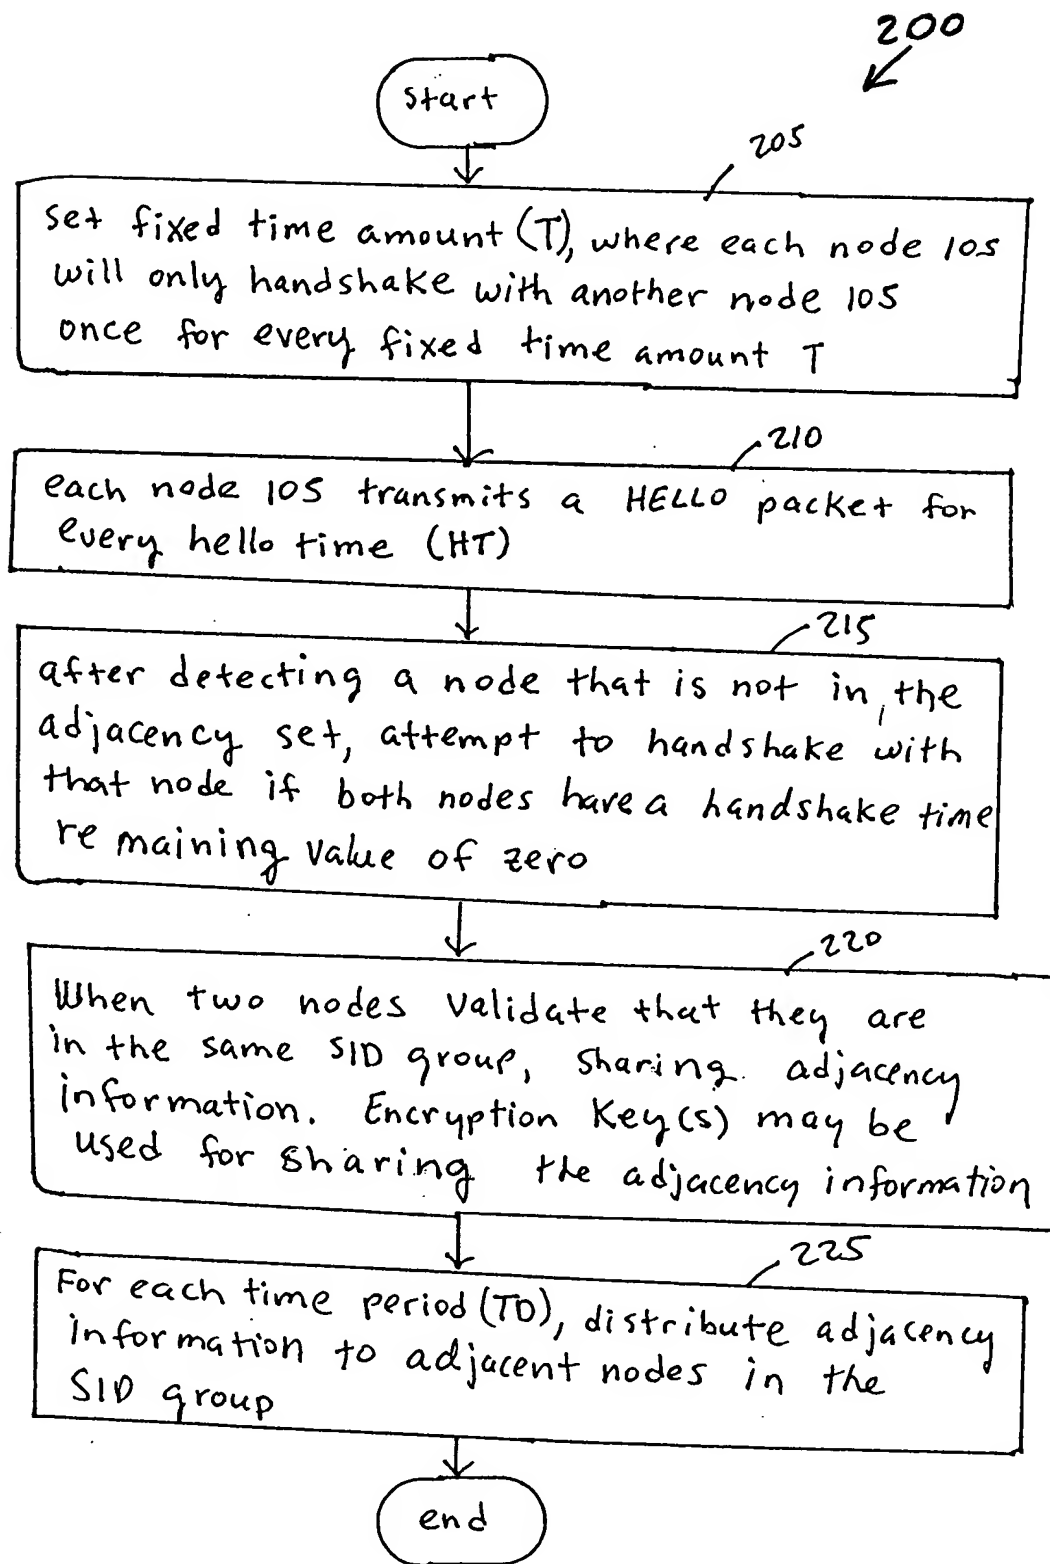 200
start
205
set fixed time amount (T), where each node 105
will only handshake with another node 105
once for every fixed time amount T
210
each node 105 transmits a HELLO packet for
every hello time (HT)
215
after detecting a node that is not in the
adjacency set, attempt to handshake with
that node if both nodes have a handshake time
remaining value of zero
220
When two nodes validate that they are
in the same SID group, sharing adjacency
information. Encryption Key(s) may be
used for sharing the adjacency information
225
For each time period (TD), distribute adjacency
information to adjacent nodes in the
SID group
end